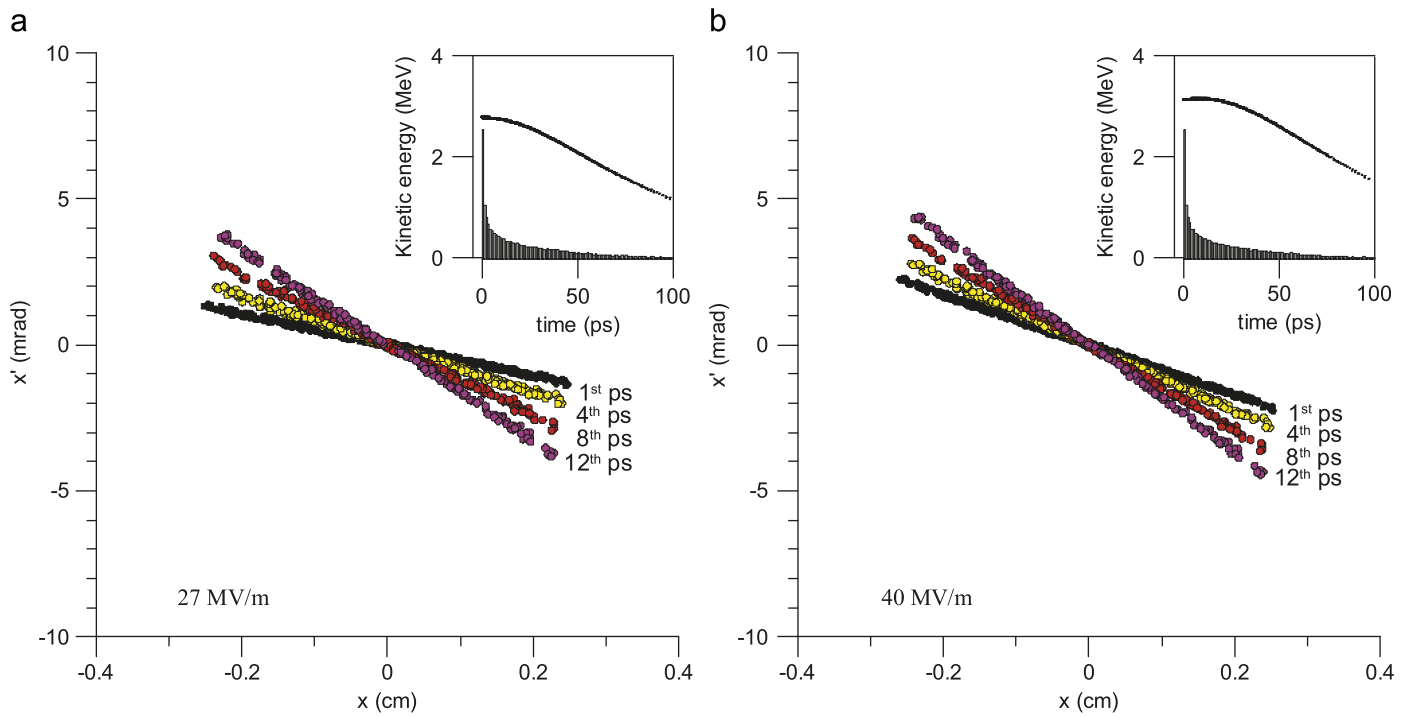 a
10
5
0
-5
-10
x' (mrad)
-0.4
-0.2
0
0.2
0.4
x (cm)
27 MV/m
1st ps
4th ps
8th ps
12th ps
4
2
0
Kinetic energy (MeV)
0
50
100
time (ps)
b
10
5
0
-5
-10
x' (mrad)
-0.4
-0.2
0
0.2
0.4
x (cm)
40 MV/m
1st ps
4th ps
8th ps
12th ps
4
2
0
Kinetic energy (MeV)
0
50
100
time (ps)